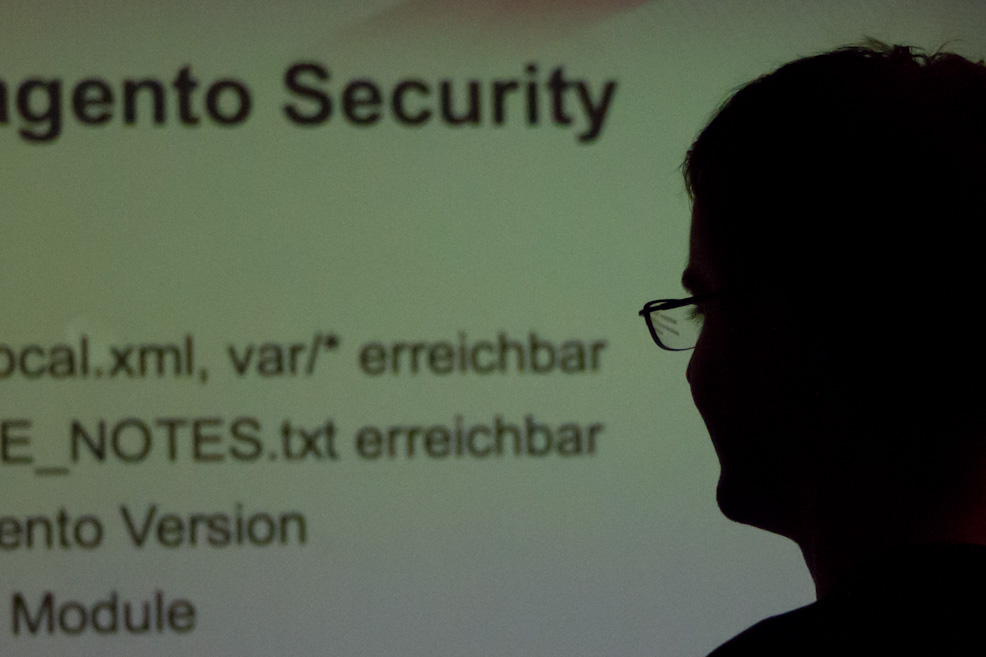 agento Security
ocal.xml, var/* erreichbar
E_NOTES.txt erreichbar
ento Version
Module